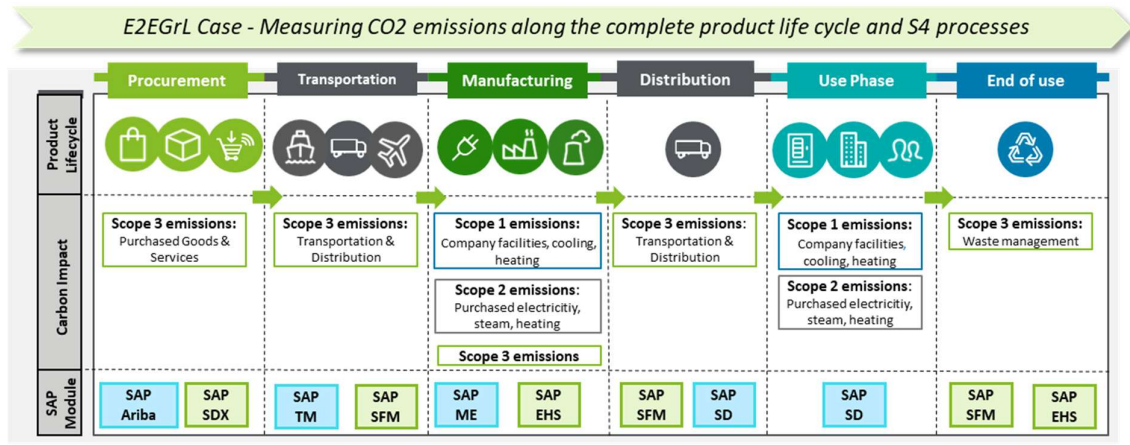 E2EGrL Case - Measuring CO2 emissions along the complete product life cycle and S4 processes
Procurement
Transportation
Manufacturing
Distribution
Use Phase
End of use
Product
Lifecycle
Carbon Impact
Scope 3 emissions:
Purchased Goods &
Services
Scope 3 emissions:
Transportation &
Distribution
Scope 1 emissions:
Company facilities, cooling,
heating
Scope 2 emissions:
Purchased electricitiy,
steam, heating
Scope 3 emissions
Scope 3 emissions:
Transportation &
Distribution
Scope 1 emissions:
Company facilities,
cooling, heating
Scope 2 emissions:
Purchased electricitiy,
steam, heating
Scope 3 emissions:
Waste management
SAP
Module
SAP
Ariba
SAP
SDX
SAP
TM
SAP
SFM
SAP
ME
SAP
EHS
SAP
SFM
SAP
SD
SAP
SD
SAP
SFM
SAP
EHS